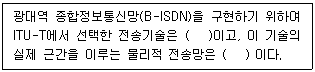 광대역 종합정보통신망(B-ISDN)을 구현하기 위하여
ITU-T에서 선택한 전송기술은 (   )이고, 이 기술의
실제 근간을 이루는 물리적 전송망은 (   ) 이다.